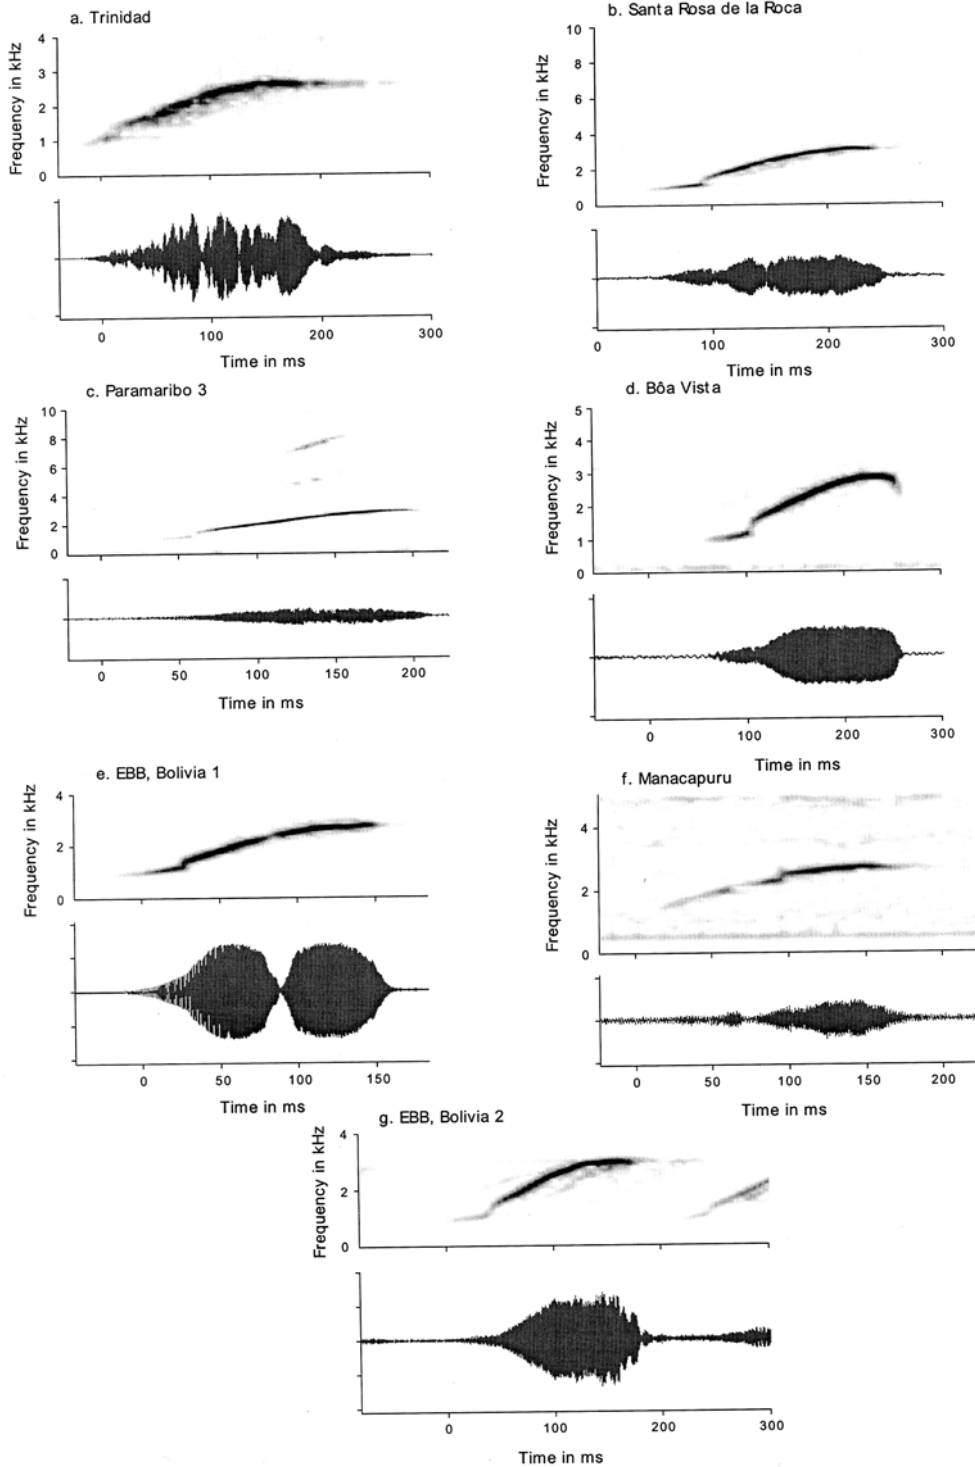 a. Trinidad
Frequency in kHz
4
3
2
1
0
0 100 200 300
Time in ms
b. Santa Rosa de la Roca
Frequency in kHz
10
8
6
4
2
0
0 100 200 300
Time in ms
c. Paramaribo 3
Frequency in kHz
10
8
6
4
2
0
0 50 100 150 200
Time in ms
d. Bôa Vista
Frequency in kHz
5
4
3
2
1
0
0 100 200 300
Time in ms
e. EBB, Bolivia 1
Frequency in kHz
4
2
0
0 50 100 150
Time in ms
f. Manacapuru
Frequency in kHz
4
2
0
0 50 100 150 200
Time in ms
g. EBB, Bolivia 2
Frequency in kHz
4
2
0
0 100 200 300
Time in ms